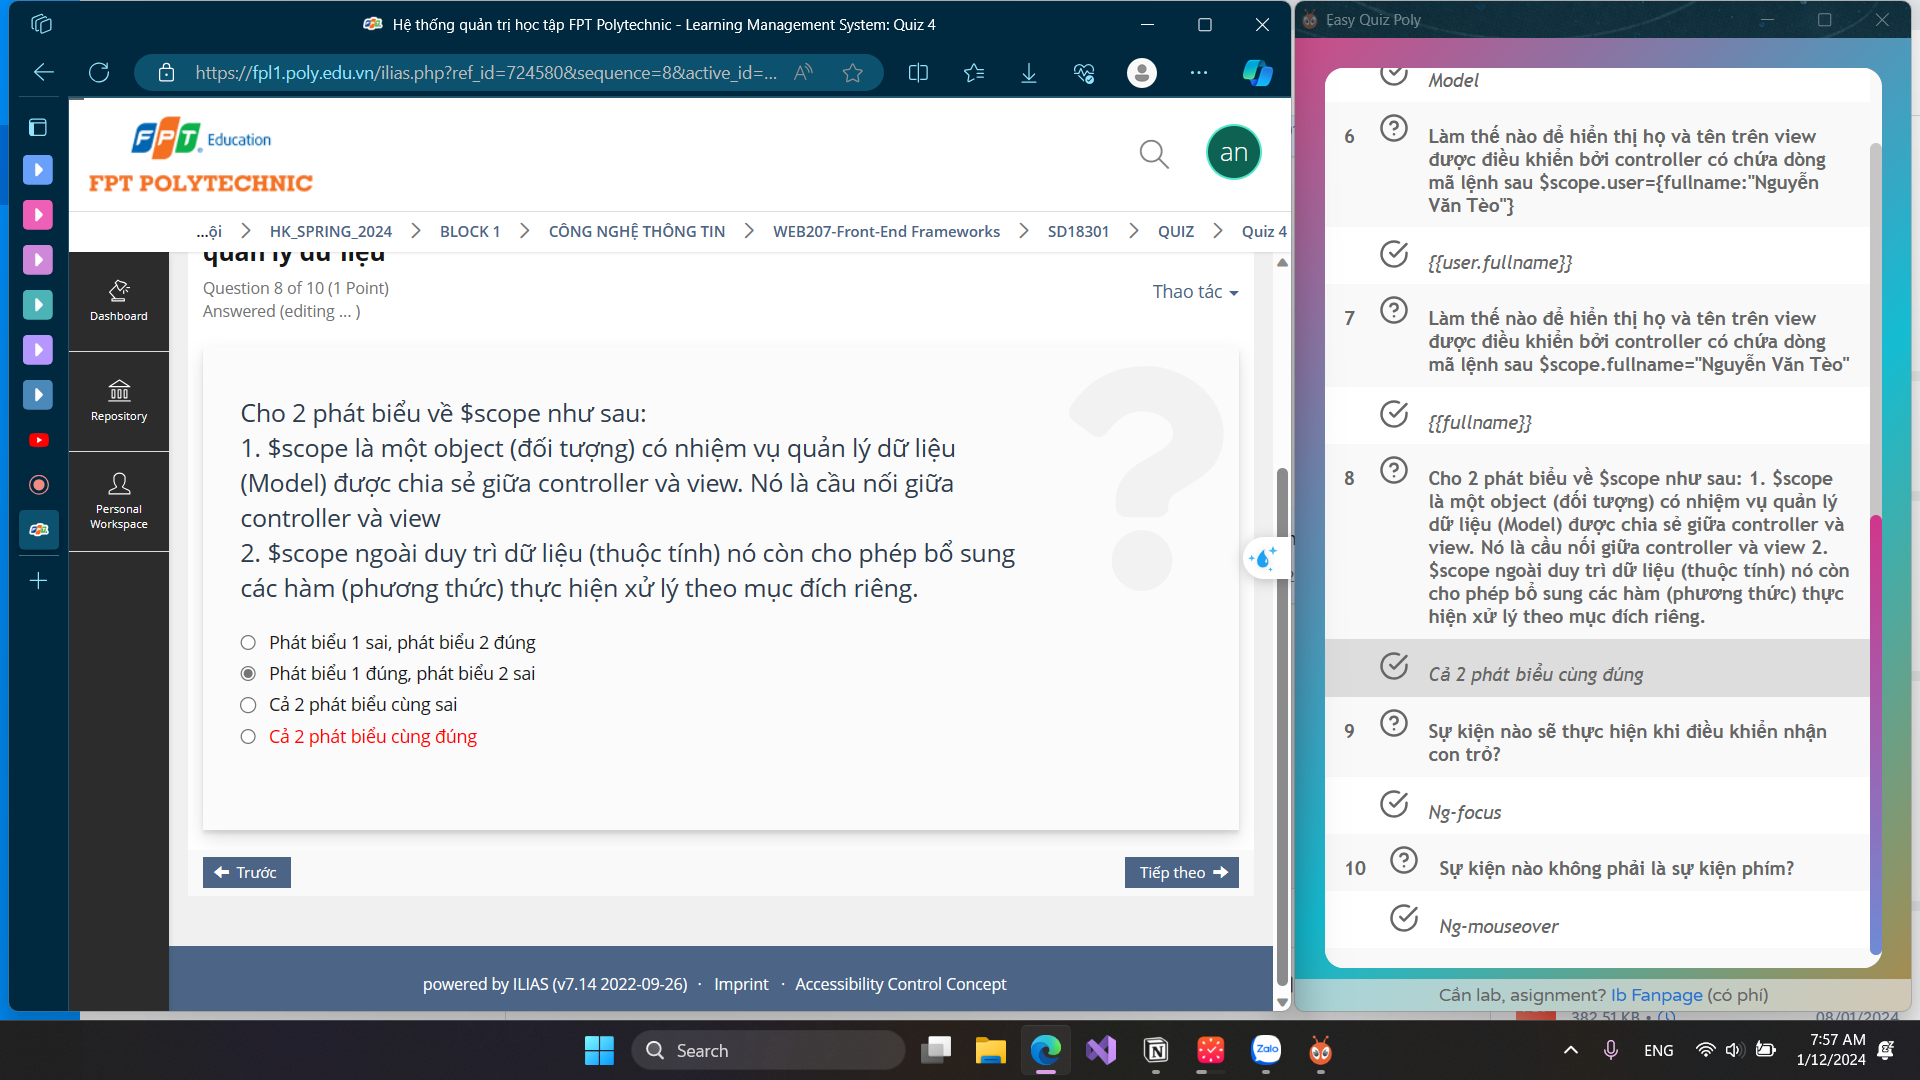 Hệ thống quản trị học tập FPT Polytechnic - Learning Management System: Quiz 4
https://fpl1.poly.edu.vn/ilias.php?ref_id=724580&sequence=8&active_id=...
FPT Education
FPT POLYTECHNIC
an
...ội
HK_SPRING_2024
BLOCK 1
CÔNG NGHỆ THÔNG TIN
WEB207-Front-End Frameworks
SD18301
QUIZ
Quiz 4
Dashboard
Repository
Personal
Workspace
quản lý dữ liệu
Question 8 of 10 (1 Point)
Answered (editing ... )
Thao tác
Cho 2 phát biểu về $scope như sau:
1. $scope là một object (đối tượng) có nhiệm vụ quản lý dữ liệu
(Model) được chia sẻ giữa controller và view. Nó là cầu nối giữa
controller và view
2. $scope ngoài duy trì dữ liệu (thuộc tính) nó còn cho phép bổ sung
các hàm (phương thức) thực hiện xử lý theo mục đích riêng.
Phát biểu 1 sai, phát biểu 2 đúng
Phát biểu 1 đúng, phát biểu 2 sai
Cả 2 phát biểu cùng sai
Cả 2 phát biểu cùng đúng
Trước
Tiếp theo
powered by ILIAS (v7.14 2022-09-26) · Imprint · Accessibility Control Concept
Easy Quiz Poly
Model
6
Làm thế nào để hiển thị họ và tên trên view
được điều khiển bởi controller có chứa dòng
mã lệnh sau $scope.user={fullname:"Nguyễn
Văn Tèo"}
{{user.fullname}}
7
Làm thế nào để hiển thị họ và tên trên view
được điều khiển bởi controller có chứa dòng
mã lệnh sau $scope.fullname="Nguyễn Văn Tèo"
{{fullname}}
8
Cho 2 phát biểu về $scope như sau: 1. $scope
là một object (đối tượng) có nhiệm vụ quản lý
dữ liệu (Model) được chia sẻ giữa controller và
view. Nó là cầu nối giữa controller và view 2.
$scope ngoài duy trì dữ liệu (thuộc tính) nó còn
cho phép bổ sung các hàm (phương thức) thực
hiện xử lý theo mục đích riêng.
Cả 2 phát biểu cùng đúng
9
Sự kiện nào sẽ thực hiện khi điều khiển nhận
con trỏ?
Ng-focus
10
Sự kiện nào không phải là sự kiện phím?
Ng-mouseover
Cần lab, asignment? Ib Fanpage (có phí)
382.51 KB
08/01/2024
Search
Zalo
ENG
7:57 AM
1/12/2024